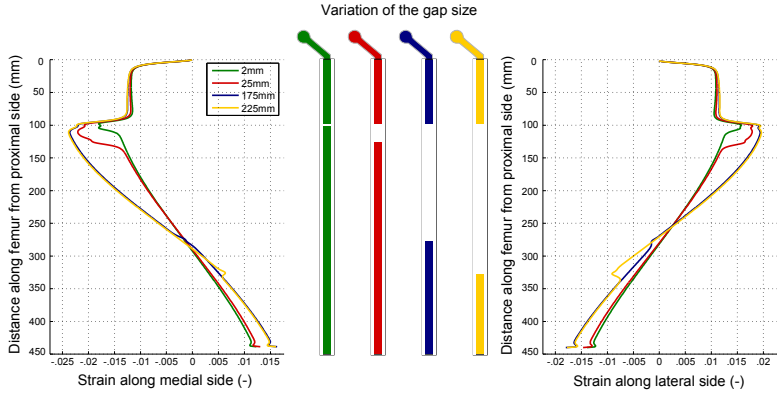 Variation of the gap size
Distance along femur from proximal side (mm)
0
50
100
150
200
250
300
350
400
450
-0.025 -.02 -.015 -.01 -.005 0 .005 .01 .015
Strain along medial side (-)
2mm
25mm
175mm
225mm
Distance along femur from proximal side (mm)
0
50
100
150
200
250
300
350
400
450
-.02 -.015 -.01 -.005 0 .005 .01 .015 .02
Strain along lateral side (-)